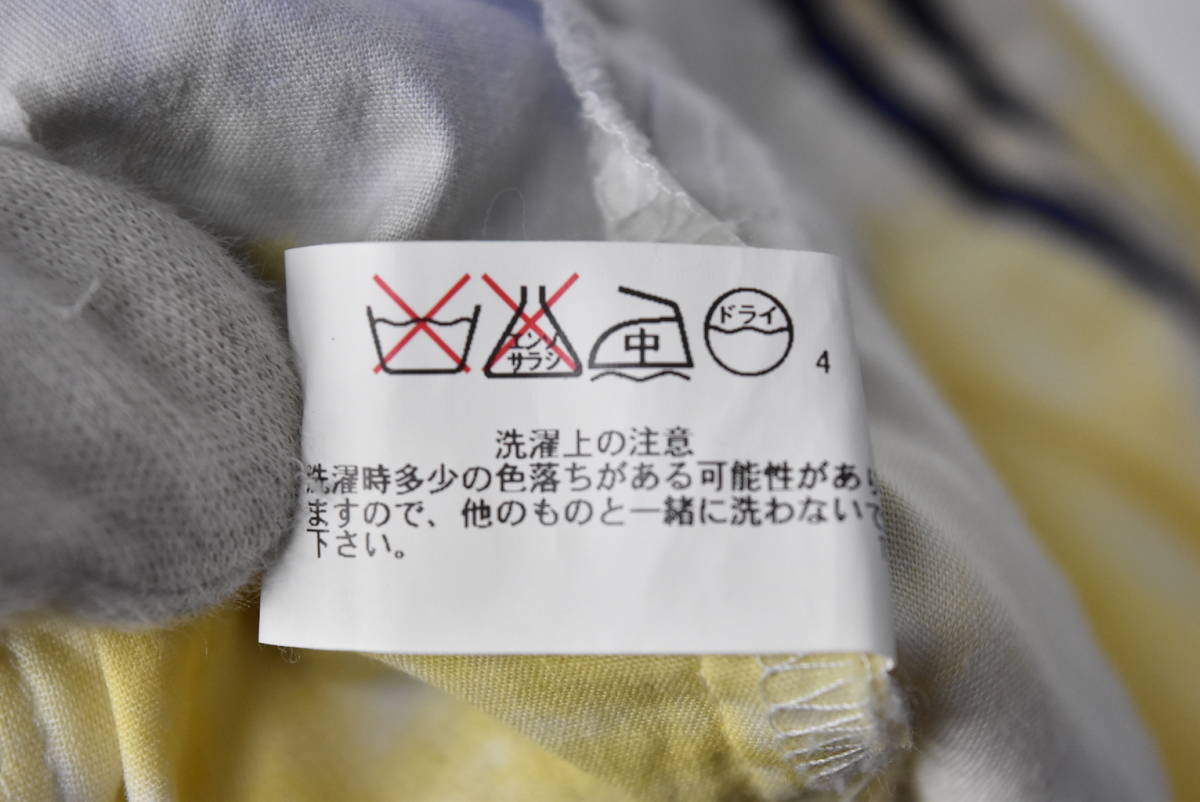 エンソ
サラシ
中
ドライ
4
洗濯上の注意
洗濯時多少の色落ちがある可能性があり
ますので、他のものと一緒に洗わないで
下さい。